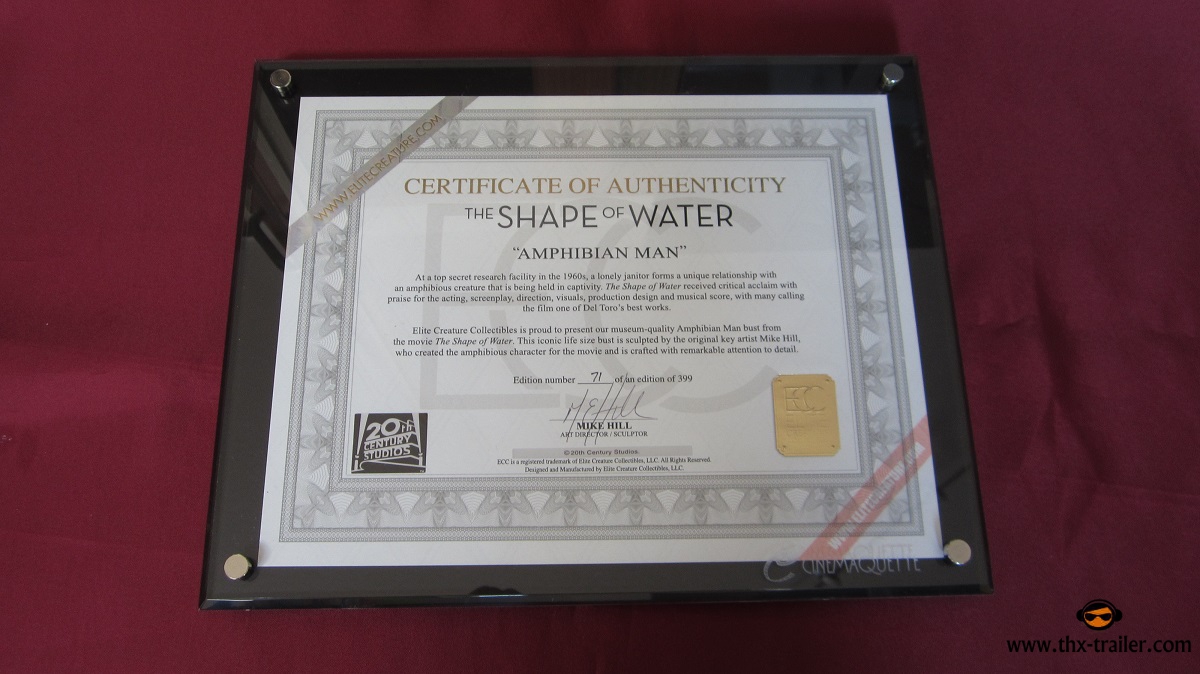 WWW.ELITECREATURE.COM
CERTIFICATE OF AUTHENTICITY
THE SHAPE OF WATER
“AMPHIBIAN MAN”
At a top secret research facility in the 1960s, a lonely janitor forms a unique relationship with
an amphibious creature that is being held in captivity. The Shape of Water received critical acclaim with
praise for the acting, screenplay, direction, visuals, production design and musical score, with many calling
the film one of Del Toro's best works.
Elite Creature Collectibles is proud to present our museum-quality Amphibian Man bust from
the movie The Shape of Water. This iconic life size bust is sculpted by the original key artist Mike Hill,
who created the amphibious character for the movie and is crafted with remarkable attention to detail.
Edition number 71 of an edition of 399
MIKE HILL
ART DIRECTOR / SCULPTOR
20th
CENTURY
STUDIOS
ECC
©20th Century Studios.
ECC is a registered trademark of Elite Creature Collectibles, LLC. All Rights Reserved.
Designed and Manufactured by Elite Creature Collectibles, LLC.
CINEMAQUETTE
www.thx-trailer.com